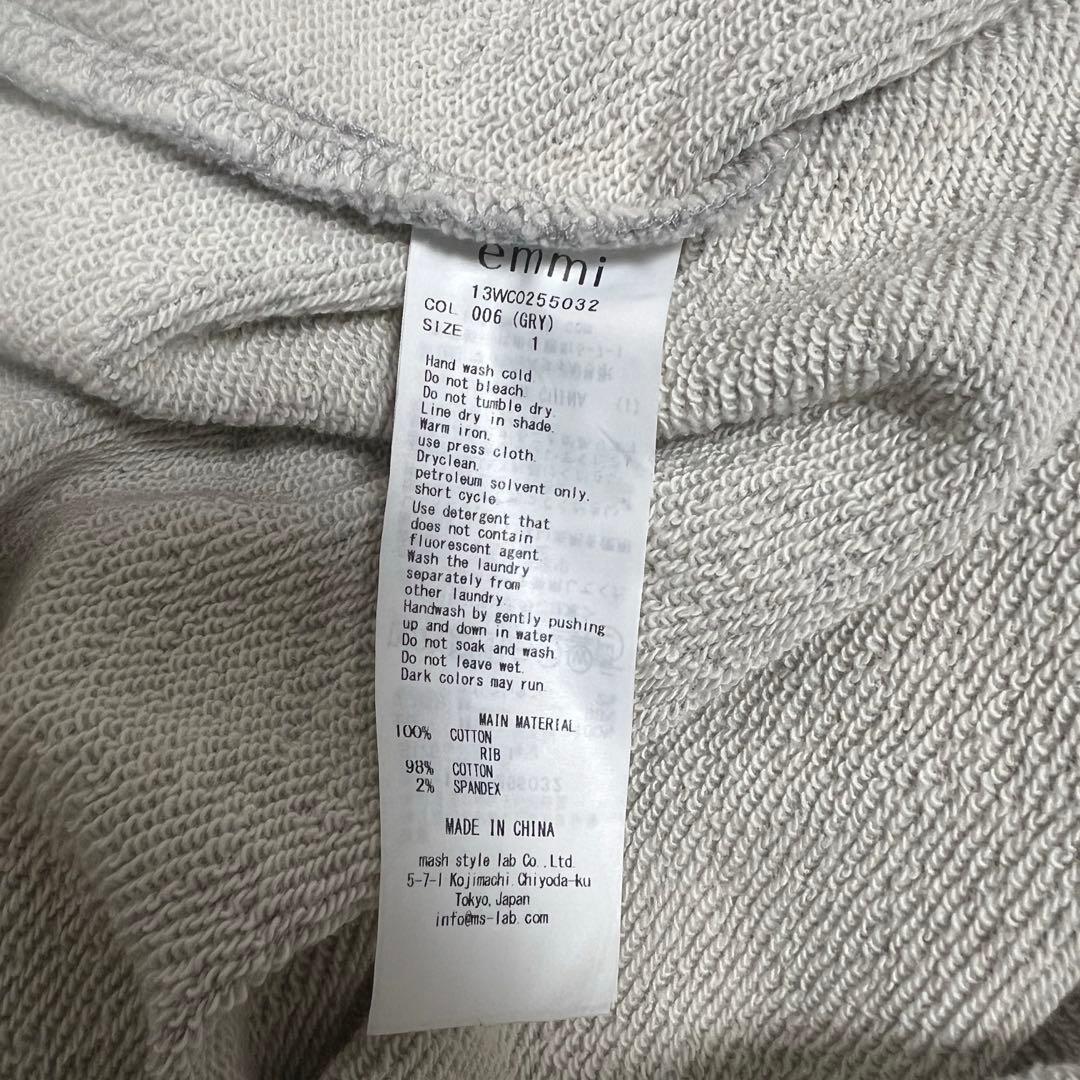 emmi
13WCO255032
COL 006 (GRY)
SIZE 1
Hand wash cold.
Do not bleach.
Do not tumble dry.
Line dry in shade.
Warm iron.
use press cloth.
Dryclean.
petroleum solvent only.
short cycle
Use detergent that
does not contain
fluorescent agent.
Wash the laundry
separately from
other laundry.
Handwash by gently pushing
up and down in water
Do not soak and wash.
Do not leave wet.
Dark colors may run.
MAIN MATERIAL
100% COTTON
RIB
98% COTTON
2% SPANDEX
MADE IN CHINA
mash style lab Co.,Ltd.
5-7-1 Kojimachi.Chiyoda-ku
Tokyo,Japan
info@ms-lab.com